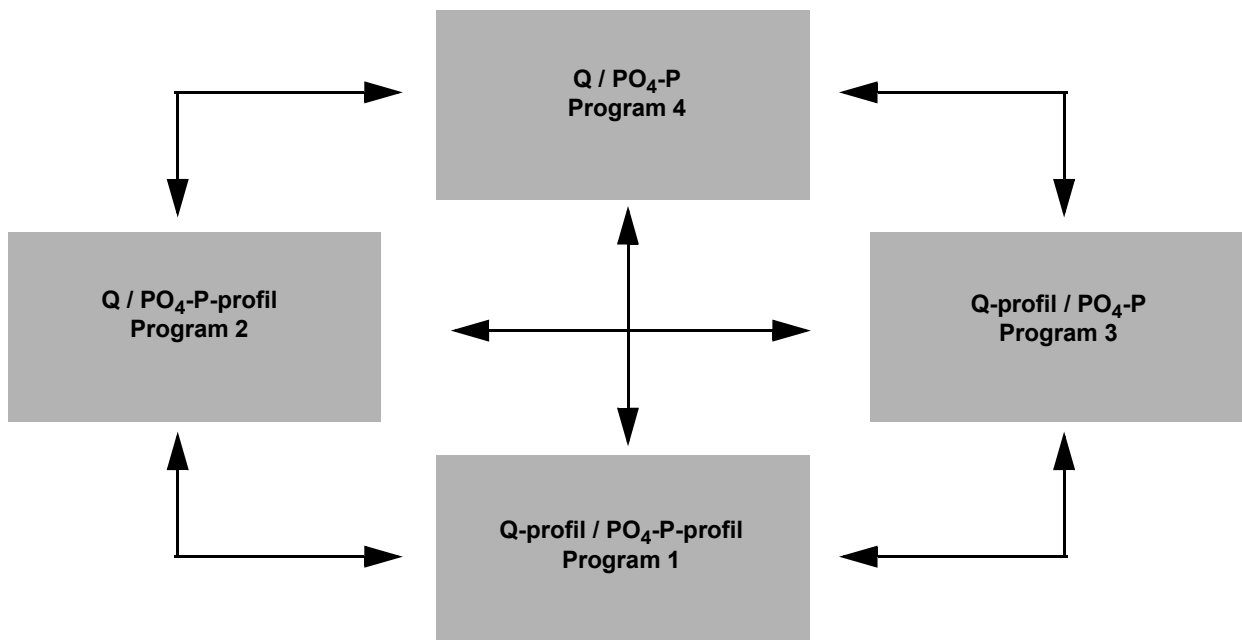 Q / PO₄-P
Program 4
Q / PO₄-P-profil
Program 2
Q-profil / PO₄-P
Program 3
Q-profil / PO₄-P-profil
Program 1